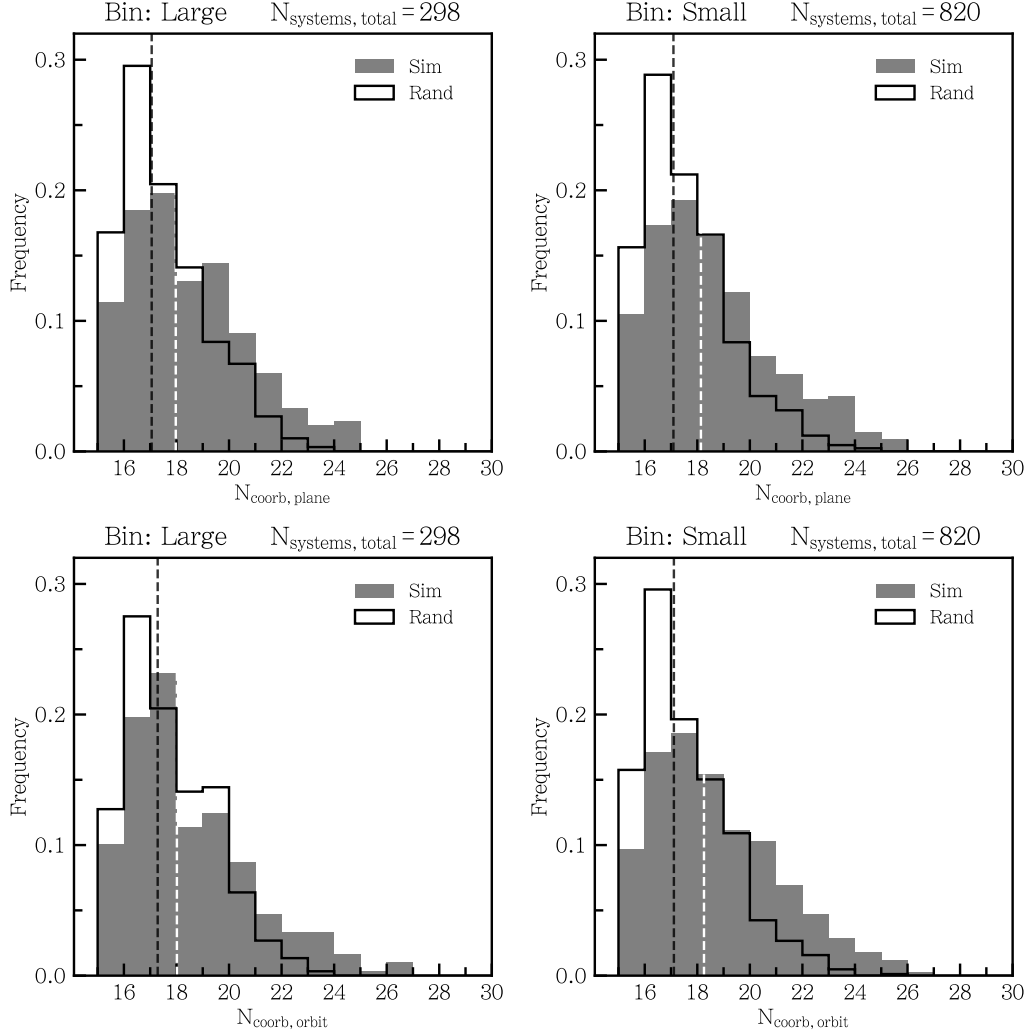 Bin: Large N_systems, total = 298
0.3
0.2
0.1
0.0
Frequency
Sim
Rand
16 18 20 22 24 26 28 30
N_coorb, plane
Bin: Small N_systems, total = 820
0.3
0.2
0.1
0.0
Frequency
Sim
Rand
16 18 20 22 24 26 28 30
N_coorb, plane
Bin: Large N_systems, total = 298
0.3
0.2
0.1
0.0
Frequency
Sim
Rand
16 18 20 22 24 26 28 30
N_coorb, orbit
Bin: Small N_systems, total = 820
0.3
0.2
0.1
0.0
Frequency
Sim
Rand
16 18 20 22 24 26 28 30
N_coorb, orbit